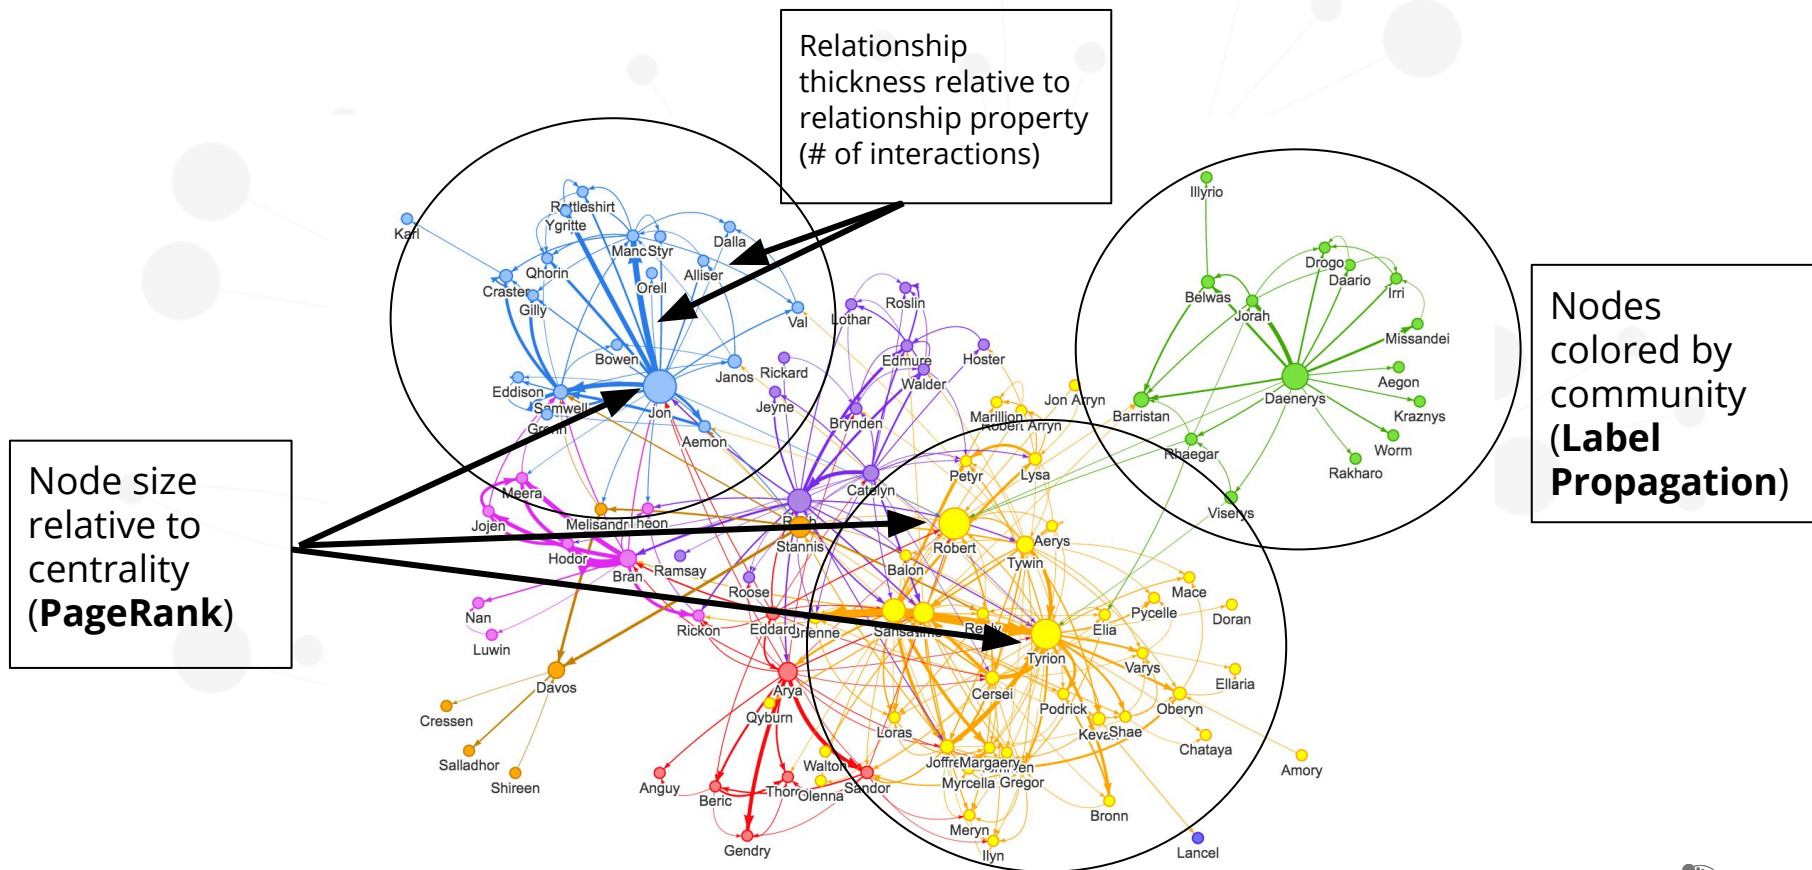 Relationship
thickness relative to
relationship property
(# of interactions)
Nodes
colored by
community
(Label
Propagation)
Node size
relative to
centrality
(PageRank)
Karl
Rattleshirt
Ygritte
Styr
Dalla
Qhorin
Alliser
Orell
Craster
Gilly
Val
Bowen
Janos
Eddison
Samwell
Jon
Grenn
Aemon
Illyrio
Drogo
Daario
Irri
Belwas
Jorah
Missandei
Aegon
Daenerys
Kraznys
Barristan
Worm
Rhaegar
Rakharo
Viserys
Roslin
Lothar
Edmure
Hoster
Rickard
Walder
Jeyne
Brynden
Catelyn
Jon Arryn
Marillion
Robert Arryn
Petyr
Lysa
Meera
Jojen
Theon
Stannis
Hodor
Bran
Ramsay
Roose
Nan
Luwin
Rickon
Eddard
Robert
Aerys
Tywin
Balon
Mace
Pycelle
Doran
Elia
Sansa
Tyrion
Varys
Ellaria
Cersei
Podrick
Oberyn
Shae
Chataya
Davos
Arya
Qyburn
Loras
Cressen
Salladhor
Shireen
Anguy
Beric
Walton
Olenna
Sandor
Margaery
Myrcella
Gregor
Amory
Bronn
Meryn
Ilyn
Gendry
Lancel